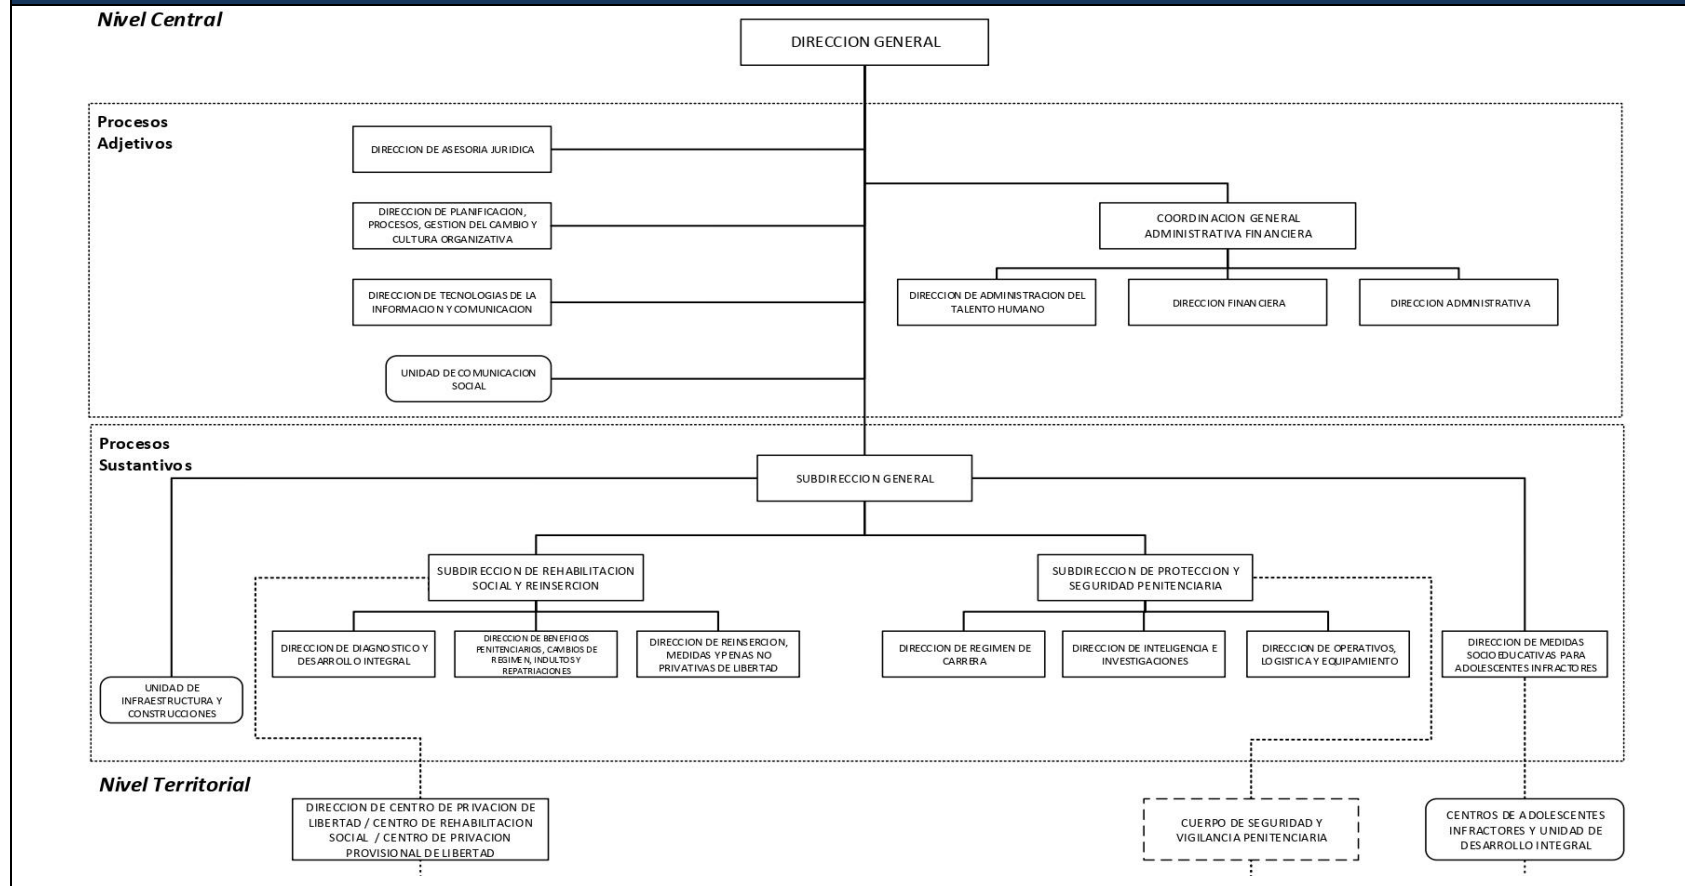 Nivel Central
DIRECCION GENERAL
Procesos
Adjetivos
DIRECCION DE ASESORIA JURIDICA
DIRECCION DE PLANIFICACION,
PROCESOS, GESTION DEL CAMBIO Y
CULTURA ORGANIZATIVA
COORDINACION GENERAL
ADMINISTRATIVA FINANCIERA
DIRECCION DE TECNOLOGIAS DE LA
INFORMACION Y COMUNICACION
DIRECCION DE ADMINISTRACION DEL
TALENTO HUMANO
DIRECCION FINANCIERA
DIRECCION ADMINISTRATIVA
UNIDAD DE COMUNICACION
SOCIAL
Procesos
Sustantivos
SUBDIRECCION GENERAL
SUBDIRECCION DE REHABILITACION
SOCIAL Y REINSERCION
SUBDIRECCION DE PROTECCION Y
SEGURIDAD PENITENCIARIA
DIRECCION DE DIAGNOSTICO Y
DESARROLLO INTEGRAL
DIRECCION DE BENEFICIOS
PENITENCIARIOS, CAMBIOS DE
REGIMEN, INDULTOS Y
REPATRIACIONES
DIRECCION DE REINSERCION,
MEDIDAS Y PENAS NO
PRIVATIVAS DE LIBERTAD
DIRECCION DE REGIMEN DE
CARRERA
DIRECCION DE INTELIGENCIA E
INVESTIGACIONES
DIRECCION DE OPERATIVOS,
LOGISTICA Y EQUIPAMIENTO
DIRECCION DE MEDIDAS
SOCIOEDUCATIVAS PARA
ADOLESCENTES INFRACTORES
UNIDAD DE
INFRAESTRUCTURA Y
CONSTRUCCIONES
Nivel Territorial
DIRECCION DE CENTRO DE PRIVACION DE
LIBERTAD / CENTRO DE REHABILITACION
SOCIAL / CENTRO DE PRIVACION
PROVISIONAL DE LIBERTAD
CUERPO DE SEGURIDAD Y
VIGILANCIA PENITENCIARIA
CENTROS DE ADOLESCENTES
INFRACTORES Y UNIDAD DE
DESARROLLO INTEGRAL